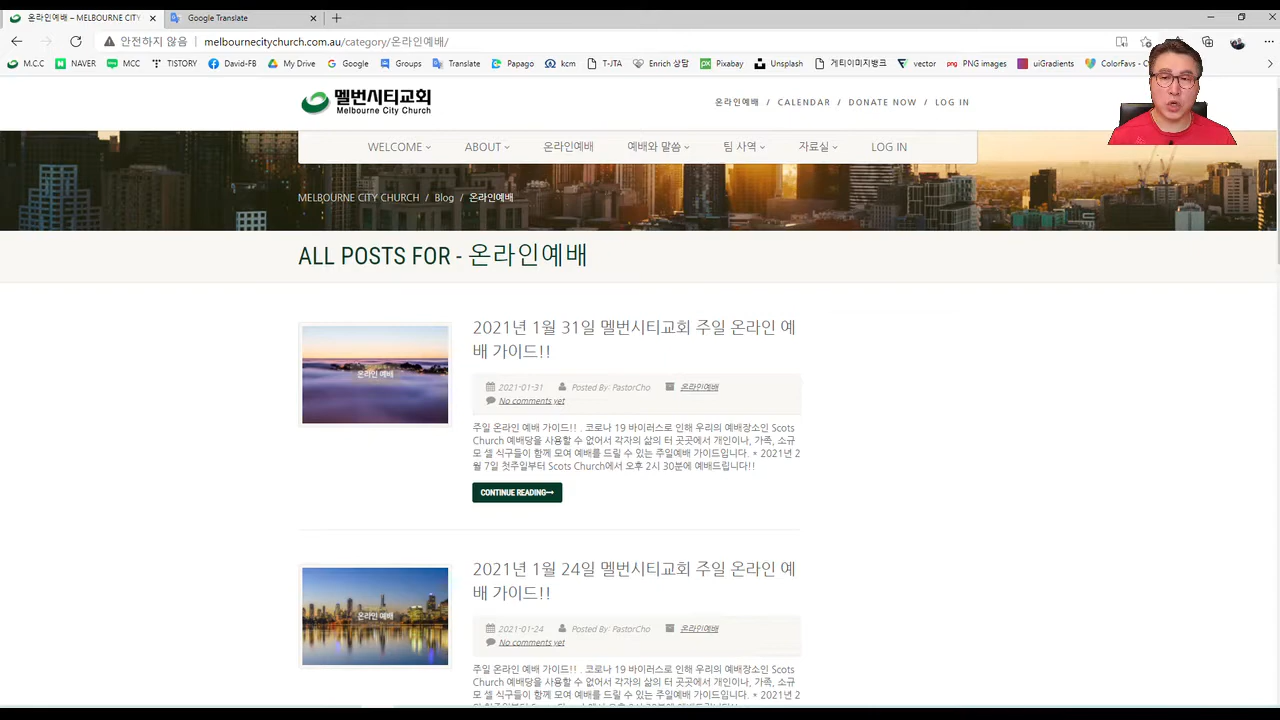 온라인예배 – MELBOURNE CITY
Google Translate
안전하지 않음 | melbournecitychurch.com.au/category/온라인예배/
M.C.C NAVER MCC TISTORY David-FB My Drive Google Groups Translate Papago kcm T-JTA Enrich 상담 Pixabay Unsplash 게티이미지뱅크 vector PNG images uiGradients ColorFavs - C
멜번시티교회
Melbourne City Church
온라인예배 / CALENDAR / DONATE NOW / LOG IN
WELCOME ABOUT 온라인예배 예배와 말씀 팀 사역 자료실 LOG IN
MELBOURNE CITY CHURCH / Blog / 온라인예배
ALL POSTS FOR - 온라인예배
2021년 1월 31일 멜번시티교회 주일 온라인 예
배 가이드!!
온라인 예배
2021-01-31 Posted By: PastorCho 온라인예배
No comments yet
주일 온라인 예배 가이드!! . 코로나 19 바이러스로 인해 우리의 예배장소인 Scots
Church 예배당을 사용할 수 없어서 각자의 삶의 터 곳곳에서 개인이나, 가족, 소규
모 셀 식구들이 함께 모여 예배를 드릴 수 있는 주일예배 가이드입니다. * 2021년 2
월 7일 첫주일부터 Scots Church에서 오후 2시 30분에 예배드립니다!!
CONTINUE READING
2021년 1월 24일 멜번시티교회 주일 온라인 예
배 가이드!!
온라인 예배
2021-01-24 Posted By: PastorCho 온라인예배
No comments yet
주일 온라인 예배 가이드!! . 코로나 19 바이러스로 인해 우리의 예배장소인 Scots
Church 예배당을 사용할 수 없어서 각자의 삶의 터 곳곳에서 개인이나, 가족, 소규
모 셀 식구들이 함께 모여 예배를 드릴 수 있는 주일예배 가이드입니다. * 2021년 2